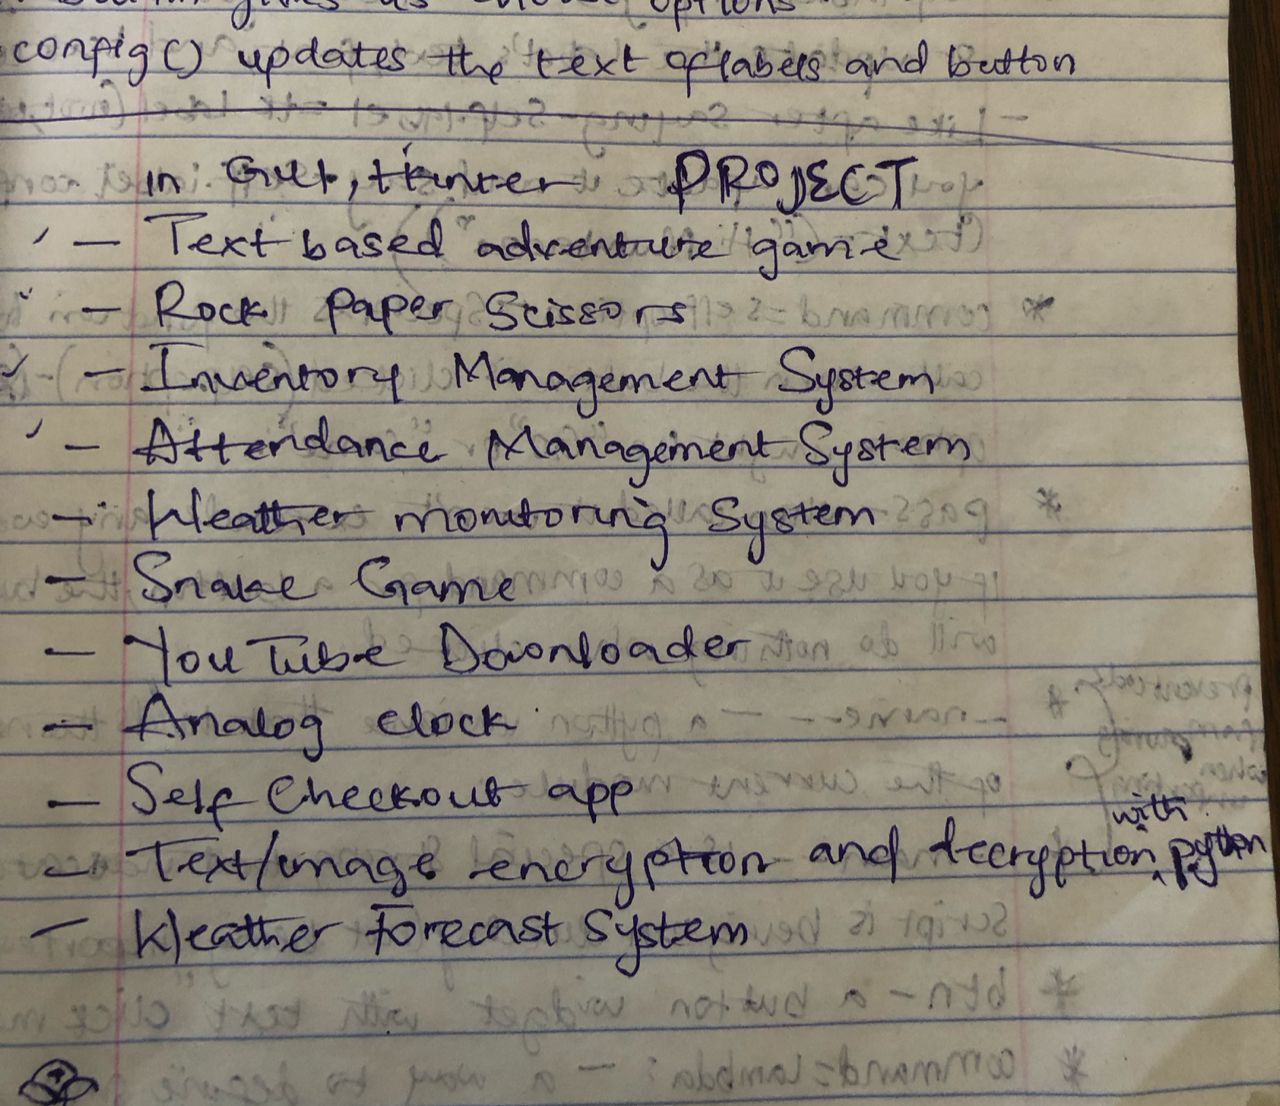 gives us options
config() updates the text of labels and button
in GUI, tkinter PROJECT
✓ — Text based adventure game
✓ — Rock paper Scissors
✓ — Inventory Management System
✓ — Attendance Management System
— Weather monitoring System
— Snake Game
— YouTube Downloader
— Analog clock
— Self Checkout app
— Text/image encryption and decryption with python
— Weather Forecast System